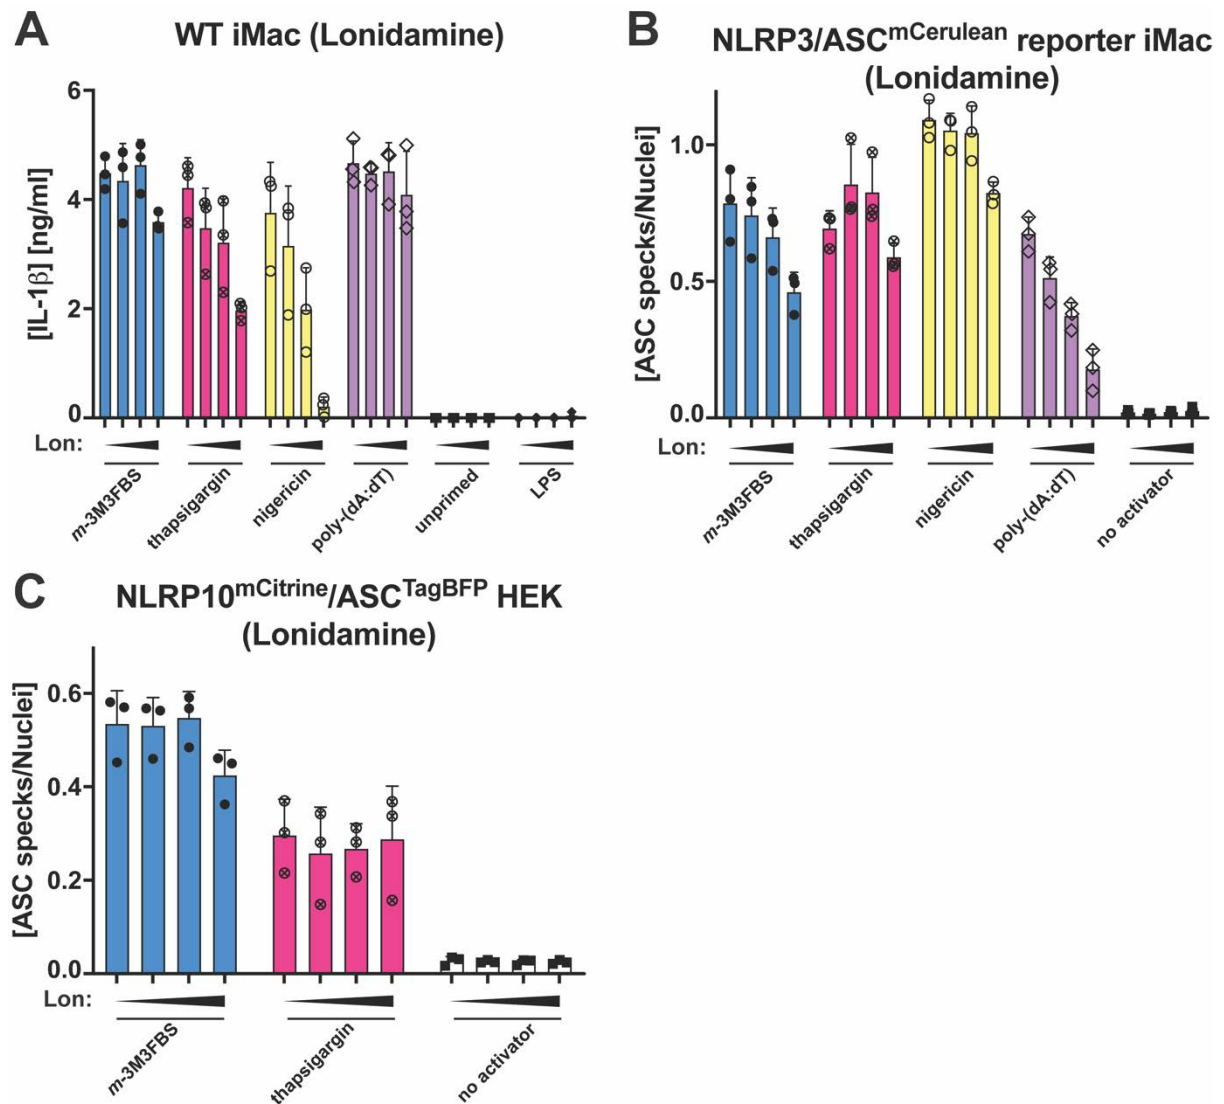 A
WT iMac (Lonidamine)
[IL-1β] [ng/ml]
6
4
2
0
Lon:
m-3M3FBS
thapsigargin
nigericin
poly-(dA:dT)
unprimed
LPS
B
NLRP3/ASCmCerulean reporter iMac
(Lonidamine)
[ASC specks/Nuclei]
1.0
0.5
0.0
Lon:
m-3M3FBS
thapsigargin
nigericin
poly-(dA:dT)
no activator
C
NLRP10mCitrine/ASCTagBFP HEK
(Lonidamine)
[ASC specks/Nuclei]
0.6
0.4
0.2
0.0
Lon:
m-3M3FBS
thapsigargin
no activator